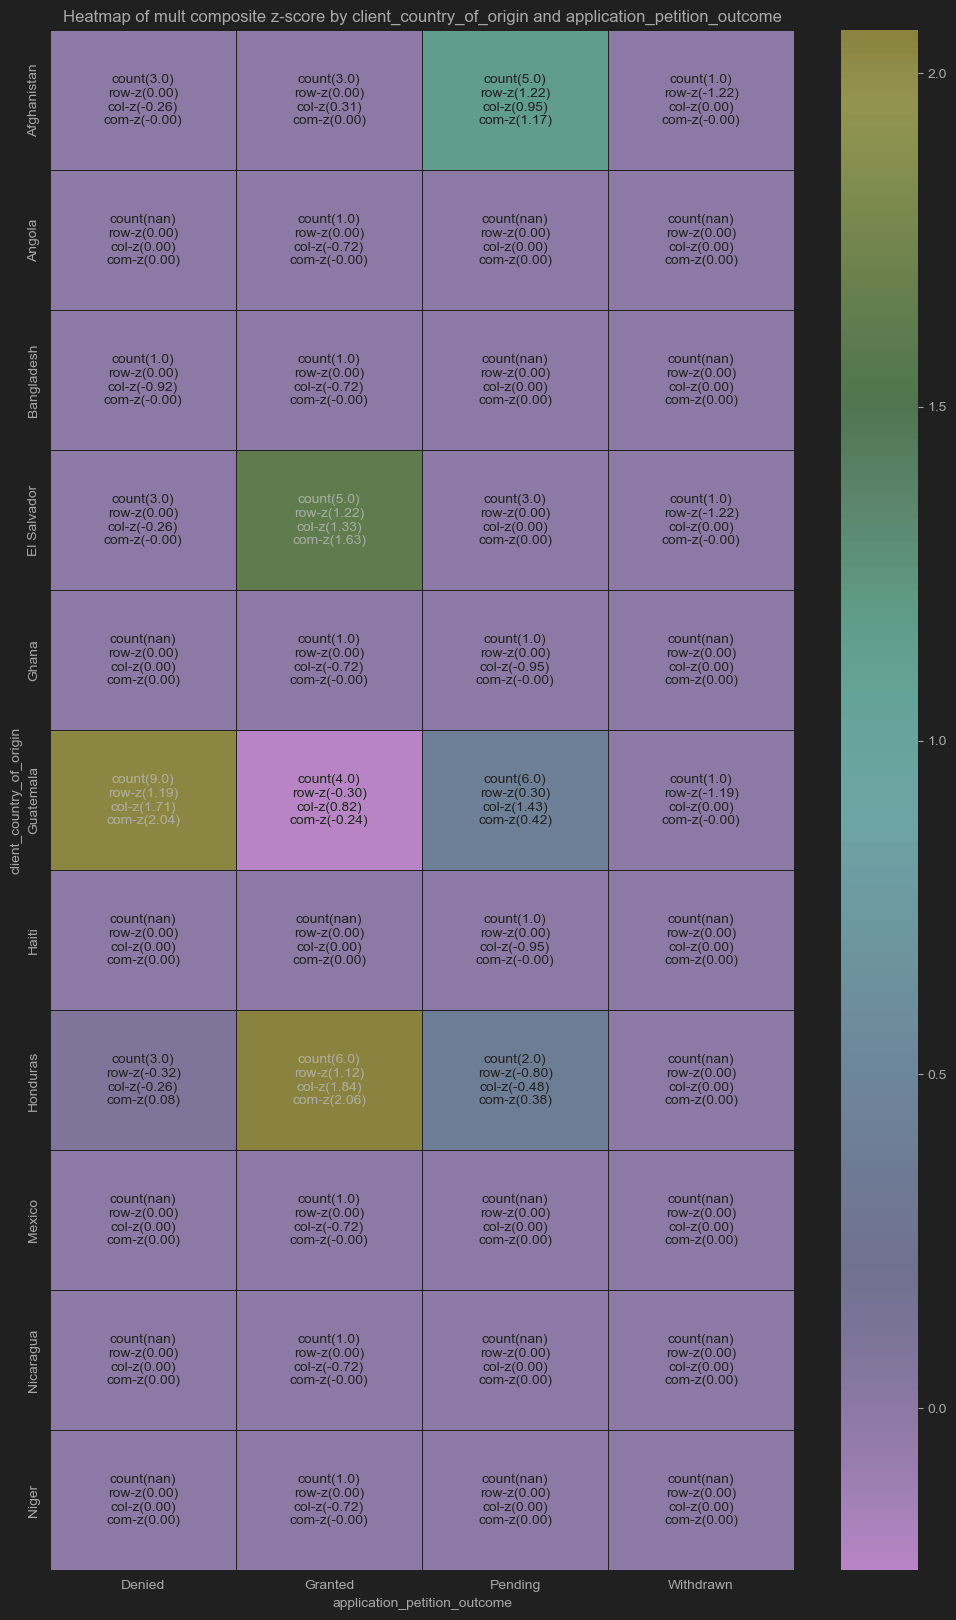 Heatmap of mult composite z-score by client_country_of_origin and application_petition_outcome
client_country_of_origin
Afghanistan
count(3.0)
row-z(0.00)
col-z(-0.26)
com-z(-0.00)
count(3.0)
row-z(0.00)
col-z(0.31)
com-z(0.00)
count(5.0)
row-z(1.22)
col-z(0.95)
com-z(1.17)
count(1.0)
row-z(-1.22)
col-z(0.00)
com-z(-0.00)
Angola
count(nan)
row-z(0.00)
col-z(0.00)
com-z(0.00)
count(1.0)
row-z(0.00)
col-z(-0.72)
com-z(-0.00)
count(nan)
row-z(0.00)
col-z(0.00)
com-z(0.00)
count(nan)
row-z(0.00)
col-z(0.00)
com-z(0.00)
Bangladesh
count(1.0)
row-z(0.00)
col-z(-0.92)
com-z(-0.00)
count(1.0)
row-z(0.00)
col-z(-0.72)
com-z(-0.00)
count(nan)
row-z(0.00)
col-z(0.00)
com-z(0.00)
count(nan)
row-z(0.00)
col-z(0.00)
com-z(0.00)
El Salvador
count(3.0)
row-z(0.00)
col-z(-0.26)
com-z(-0.00)
count(5.0)
row-z(1.22)
col-z(1.33)
com-z(1.63)
count(3.0)
row-z(0.00)
col-z(0.00)
com-z(0.00)
count(1.0)
row-z(-1.22)
col-z(0.00)
com-z(-0.00)
Ghana
count(nan)
row-z(0.00)
col-z(0.00)
com-z(0.00)
count(1.0)
row-z(0.00)
col-z(-0.72)
com-z(-0.00)
count(1.0)
row-z(0.00)
col-z(-0.95)
com-z(-0.00)
count(nan)
row-z(0.00)
col-z(0.00)
com-z(0.00)
Guatemala
count(9.0)
row-z(1.19)
col-z(1.71)
com-z(2.04)
count(4.0)
row-z(-0.30)
col-z(0.82)
com-z(-0.24)
count(6.0)
row-z(0.30)
col-z(1.43)
com-z(0.42)
count(1.0)
row-z(-1.19)
col-z(0.00)
com-z(-0.00)
Haiti
count(nan)
row-z(0.00)
col-z(0.00)
com-z(0.00)
count(nan)
row-z(0.00)
col-z(0.00)
com-z(0.00)
count(1.0)
row-z(0.00)
col-z(-0.95)
com-z(-0.00)
count(nan)
row-z(0.00)
col-z(0.00)
com-z(0.00)
Honduras
count(3.0)
row-z(-0.32)
col-z(-0.26)
com-z(0.08)
count(6.0)
row-z(1.12)
col-z(1.84)
com-z(2.06)
count(2.0)
row-z(-0.80)
col-z(-0.48)
com-z(0.38)
count(nan)
row-z(0.00)
col-z(0.00)
com-z(0.00)
Mexico
count(nan)
row-z(0.00)
col-z(0.00)
com-z(0.00)
count(1.0)
row-z(0.00)
col-z(-0.72)
com-z(-0.00)
count(nan)
row-z(0.00)
col-z(0.00)
com-z(0.00)
count(nan)
row-z(0.00)
col-z(0.00)
com-z(0.00)
Nicaragua
count(nan)
row-z(0.00)
col-z(0.00)
com-z(0.00)
count(1.0)
row-z(0.00)
col-z(-0.72)
com-z(-0.00)
count(nan)
row-z(0.00)
col-z(0.00)
com-z(0.00)
count(nan)
row-z(0.00)
col-z(0.00)
com-z(0.00)
Niger
count(nan)
row-z(0.00)
col-z(0.00)
com-z(0.00)
count(1.0)
row-z(0.00)
col-z(-0.72)
com-z(-0.00)
count(nan)
row-z(0.00)
col-z(0.00)
com-z(0.00)
count(nan)
row-z(0.00)
col-z(0.00)
com-z(0.00)
Denied
Granted
Pending
Withdrawn
application_petition_outcome
2.0
1.5
1.0
0.5
0.0